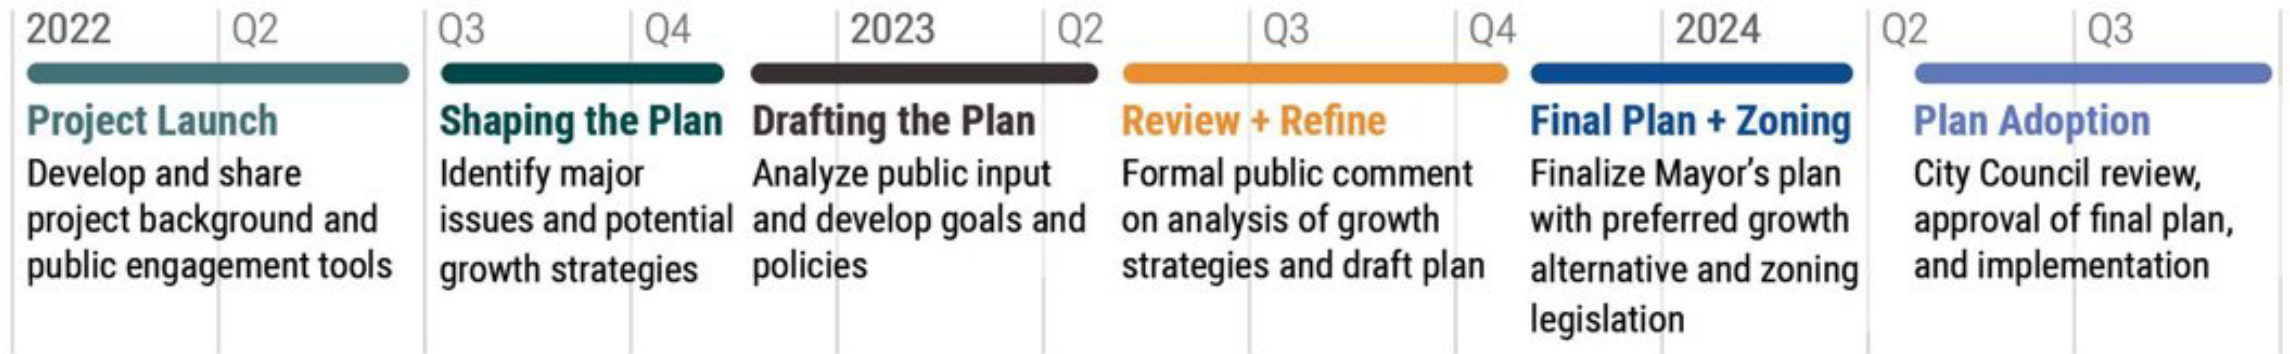 2022 Q2 Q3 Q4 2023 Q2 Q3 Q4 2024 Q2 Q3
Project Launch
Develop and share
project background and
public engagement tools
Shaping the Plan
Identify major
issues and potential
growth strategies
Drafting the Plan
Analyze public input
and develop goals and
policies
Review + Refine
Formal public comment
on analysis of growth
strategies and draft plan
Final Plan + Zoning
Finalize Mayor's plan
with preferred growth
alternative and zoning
legislation
Plan Adoption
City Council review,
approval of final plan,
and implementation